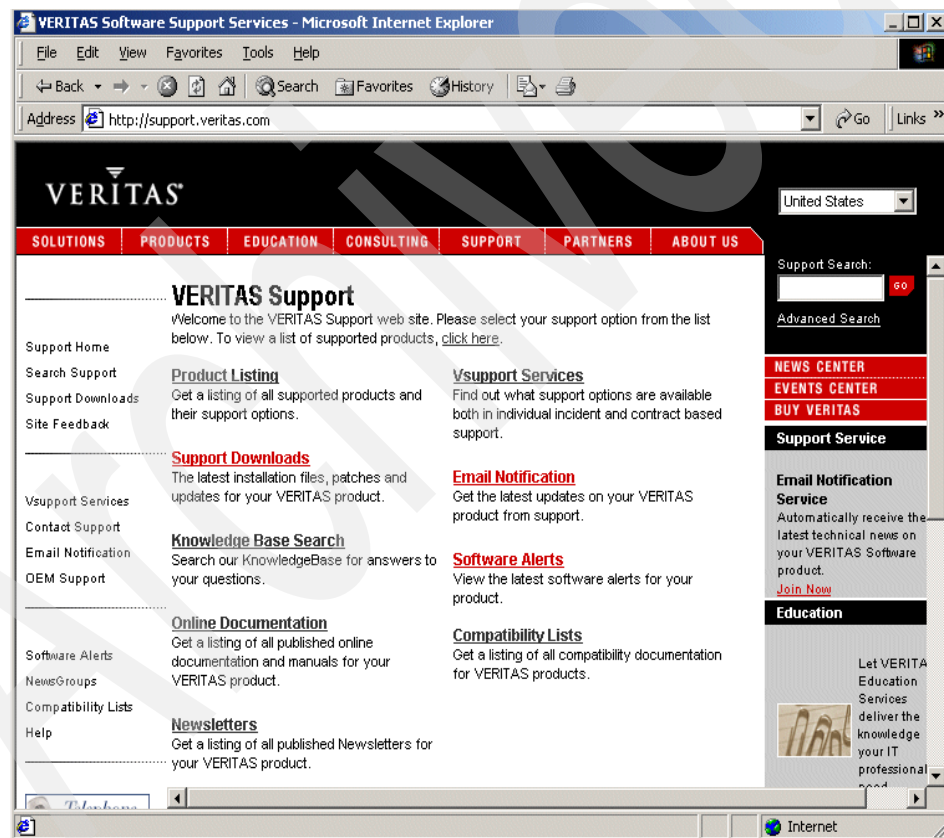 VERITAS Software Support Services - Microsoft Internet Explorer
File Edit View Favorites Tools Help
Back Search Favorites History
Address http://support.veritas.com Go Links »
VERITAS
United States
SOLUTIONS PRODUCTS EDUCATION CONSULTING SUPPORT PARTNERS ABOUT US
Support Home
Search Support
Support Downloads
Site Feedback
Vsupport Services
Contact Support
Email Notification
OEM Support
Software Alerts
NewsGroups
Compatibility Lists
Help
Telephone
VERITAS Support
Welcome to the VERITAS Support web site. Please select your support option from the list
below. To view a list of supported products, click here.
Product Listing
Get a listing of all supported products and
their support options.
Support Downloads
The latest installation files, patches and
updates for your VERITAS product.
Knowledge Base Search
Search our KnowledgeBase for answers to
your questions.
Online Documentation
Get a listing of all published online
documentation and manuals for your
VERITAS product.
Newsletters
Get a listing of all published Newsletters for
your VERITAS product.
Vsupport Services
Find out what support options are available
both in individual incident and contract based
support.
Email Notification
Get the latest updates on your VERITAS
product from support.
Software Alerts
View the latest software alerts for your
product.
Compatibility Lists
Get a listing of all compatibility documentation
for VERITAS products.
Support Search:
GO
Advanced Search
NEWS CENTER
EVENTS CENTER
BUY VERITAS
Support Service
Email Notification
Service
Automatically receive the
latest technical news on
your VERITAS Software
product.
Join Now
Education
Let VERITA
Education
Services
deliver the
knowledge
your IT
professional
need
Internet